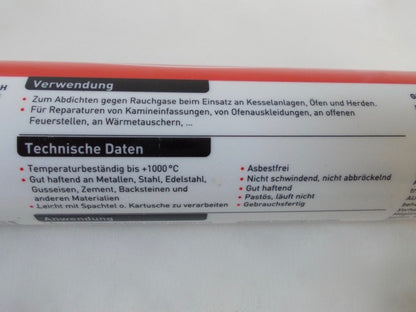 Verwendung
• Zum Abdichten gegen Rauchgase beim Einsatz an Kesselanlagen, Öfen und Herden.
• Für Reparaturen von Kamineinfassungen, von Ofenauskleidungen, an offenen
Feuerstellen, an Wärmetauschern, ...
Technische Daten
• Temperaturbeständig bis +1000°C
• Gut haftend an Metallen, Stahl, Edelstahl,
Gusseisen, Zement, Backsteinen und
anderen Materialien
• Leicht mit Spachtel o. Kartusche zu verarbeiten
• Asbestfrei
• Nicht schwindend, nicht abbröckelnd
• Gut haftend
• Pastös, läuft nicht
• Gebrauchsfertig
Anwendung